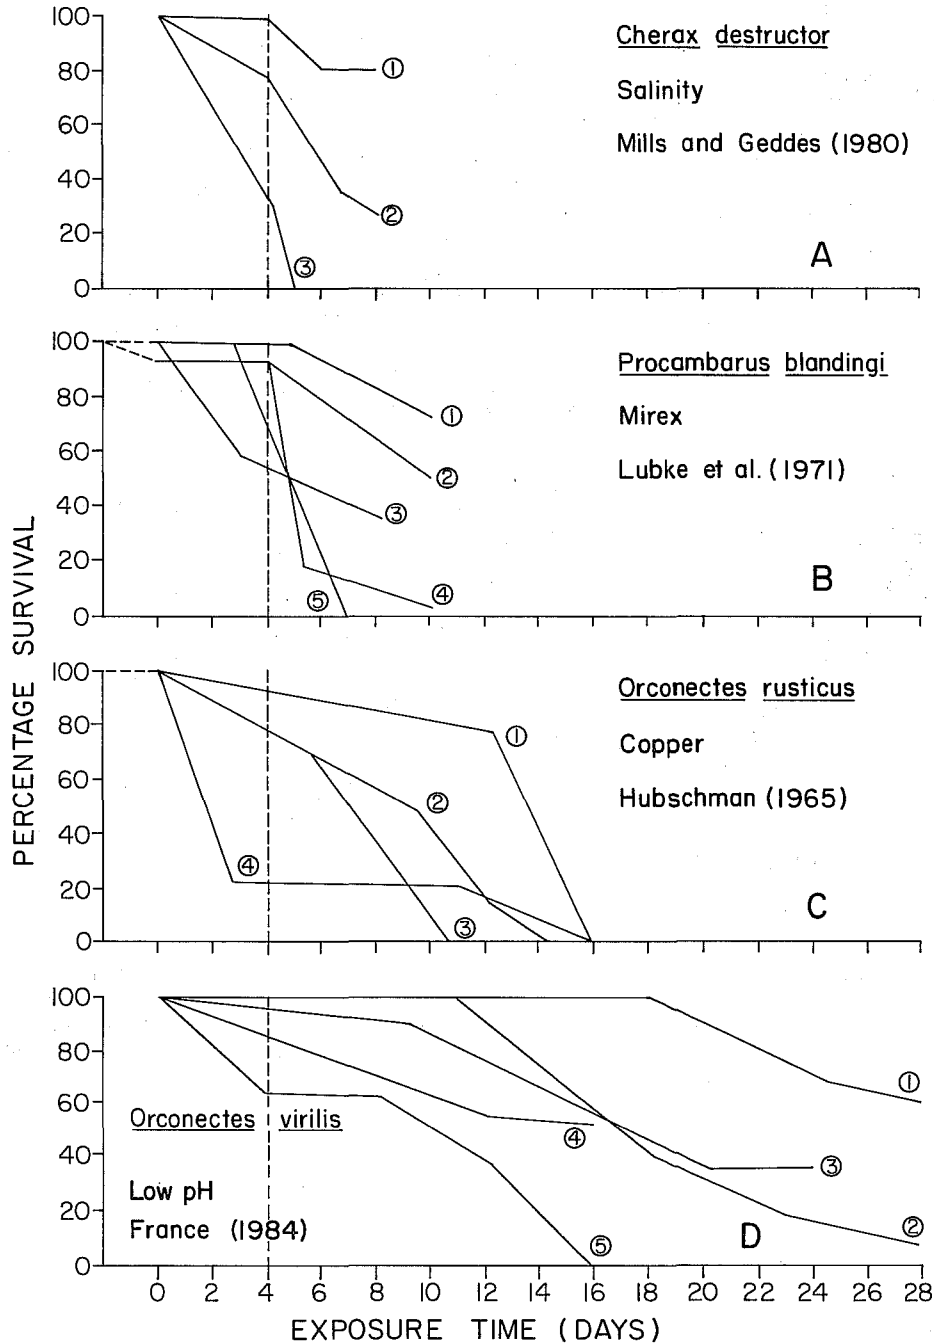 PERCENTAGE SURVIVAL
100
80
60
40
20
0
Cherax destructor
Salinity
Mills and Geddes (1980)
①
②
③
A
100
80
60
40
20
0
Procambarus blandingi
Mirex
Lubke et al. (1971)
①
②
③
④
⑤
B
100
80
60
40
20
0
Orconectes rusticus
Copper
Hubschman (1965)
①
②
④
③
C
100
80
60
40
20
0
Orconectes virilis
Low pH
France (1984)
①
④
③
②
⑤
D
0 2 4 6 8 10 12 14 16 18 20 22 24 26 28
EXPOSURE TIME (DAYS)